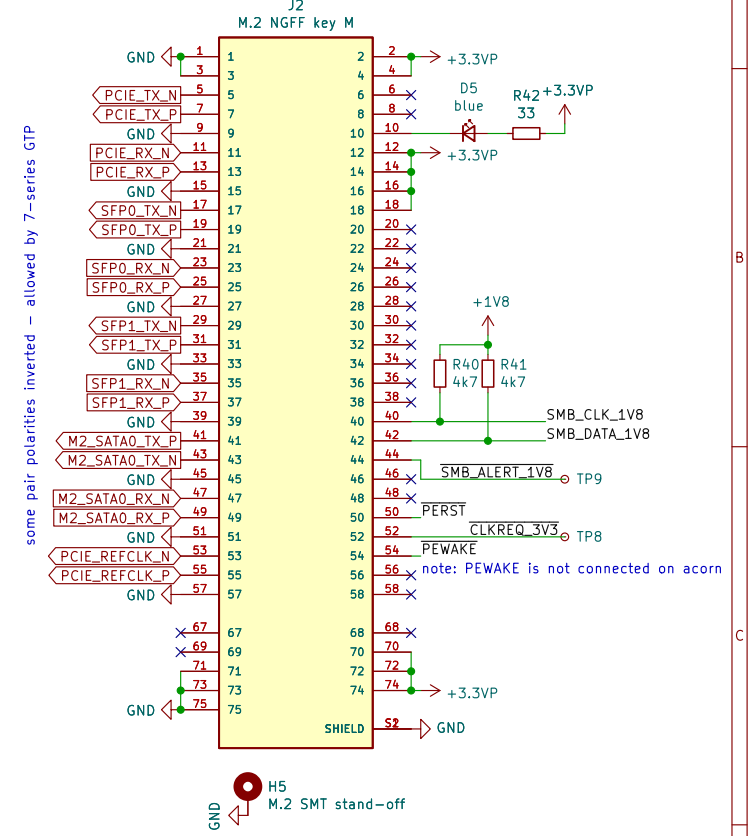 J2
M.2 NGFF key M
GND 1 1 2 2 +3.3VP
3 3 4 4
PCIE_TX_N 5 5 6 6
PCIE_TX_P 7 7 8 8
GND 9 9 10 10
D5
blue
R42
33
+3.3VP
PCIE_RX_N 11 11 12 12 +3.3VP
PCIE_RX_P 13 13 14 14
GND 15 15 16 16
SFP0_TX_N 17 17 18 18
SFP0_TX_P 19 19 20 20
GND 21 21 22 22
SFP0_RX_N 23 23 24 24
SFP0_RX_P 25 25 26 26
GND 27 27 28 28
SFP1_TX_N 29 29 30 30
SFP1_TX_P 31 31 32 32
GND 33 33 34 34
SFP1_RX_N 35 35 36 36
SFP1_RX_P 37 37 38 38
+1V8
R40
4k7
R41
4k7
GND 39 39 40 40 SMB_CLK_1V8
M2_SATA0_TX_P 41 41 42 42 SMB_DATA_1V8
M2_SATA0_TX_N 43 43 44 44 SMB_ALERT_1V8 TP9
GND 45 45 46 46
M2_SATA0_RX_N 47 47 48 48
M2_SATA0_RX_P 49 49 50 50 PERST
GND 51 51 52 52 CLKREQ_3V3 TP8
PCIE_REFCLK_N 53 53 54 54 PEWAKE
PCIE_REFCLK_P 55 55 56 56
note: PEWAKE is not connected on acorn
GND 57 57 58 58
67 67 68 68
69 69 70 70
71 71 72 72
73 73 74 74 +3.3VP
GND 75 75
SHIELD GND
H5
M.2 SMT stand-off
GND
some pair polarities inverted - allowed by 7-series GTP
B
C